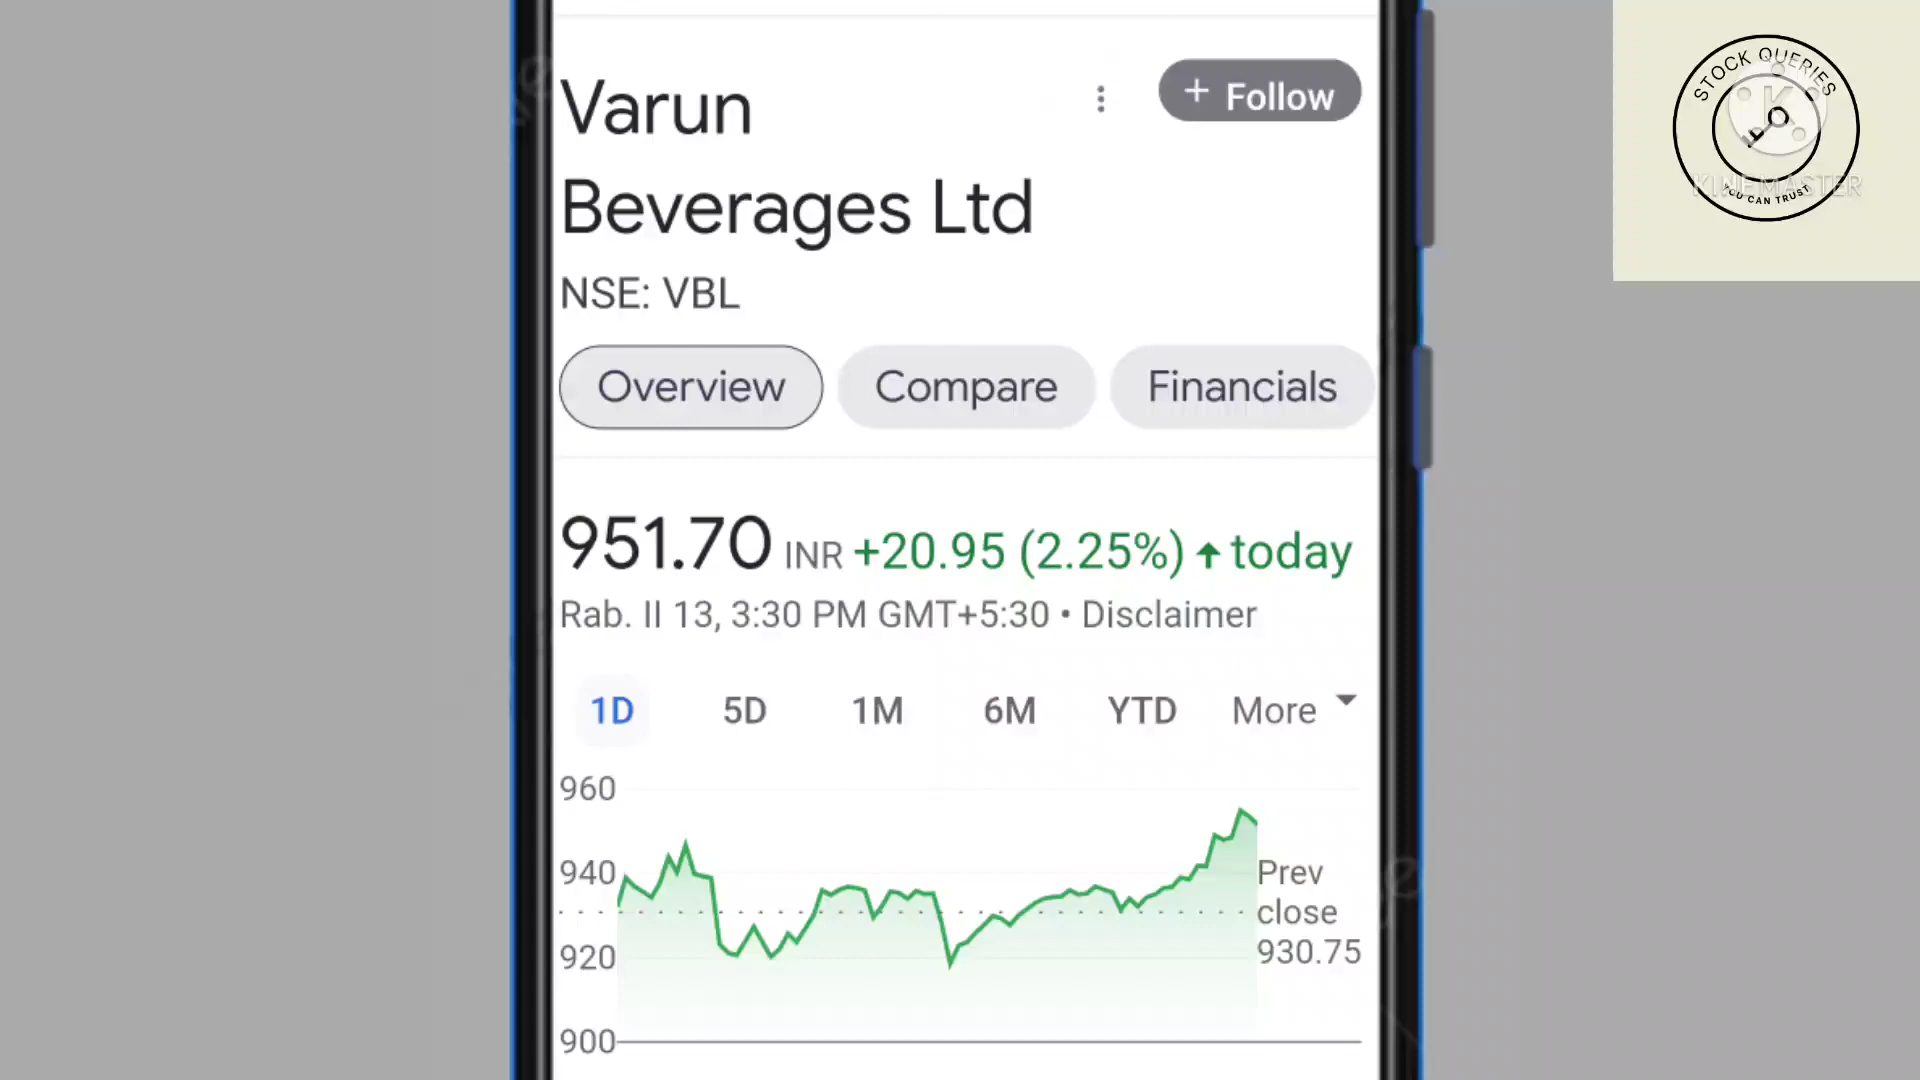 Varun
Beverages Ltd
+ Follow
NSE: VBL
Overview
Compare
Financials
951.70 INR +20.95 (2.25%) ↑ today
Rab. II 13, 3:30 PM GMT+5:30 • Disclaimer
1D 5D 1M 6M YTD More
960
940
920
900
Prev
close
930.75
STOCK QUERIES
YOU CAN TRUST
KINEMASTER